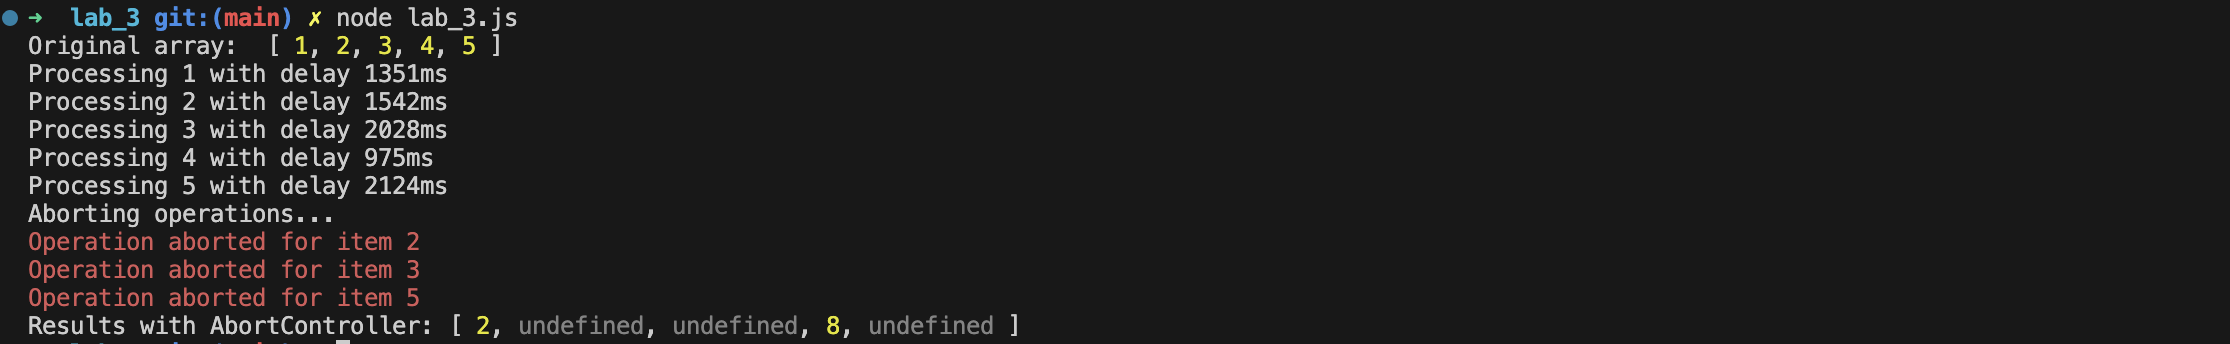 ➜  lab_3 git:(main) ✗ node lab_3.js
Original array:  [ 1, 2, 3, 4, 5 ]
Processing 1 with delay 1351ms
Processing 2 with delay 1542ms
Processing 3 with delay 2028ms
Processing 4 with delay 975ms
Processing 5 with delay 2124ms
Aborting operations...
Operation aborted for item 2
Operation aborted for item 3
Operation aborted for item 5
Results with AbortController: [ 2, undefined, undefined, 8, undefined ]